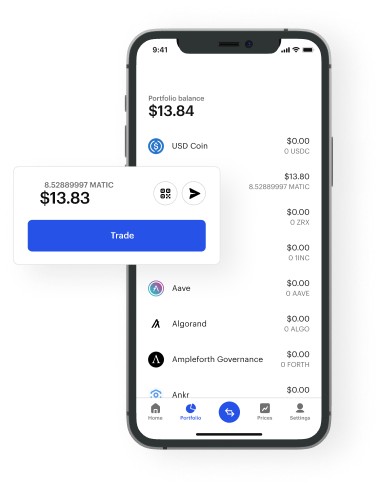 9:41
Portfolio balance
$13.84
USD Coin
$0.00
0 USDC
$13.80
8.52889997 MATIC
8.52889997 MATIC
$13.83
Trade
$0.00
0 ZRX
$0.00
0 1INCH
Aave
$0.00
0 AAVE
Algorand
$0.00
0 ALGO
Ampleforth Governance
$0.00
0 FORTH
Ankr
$0.00
Home
Portfolio
Prices
Settings